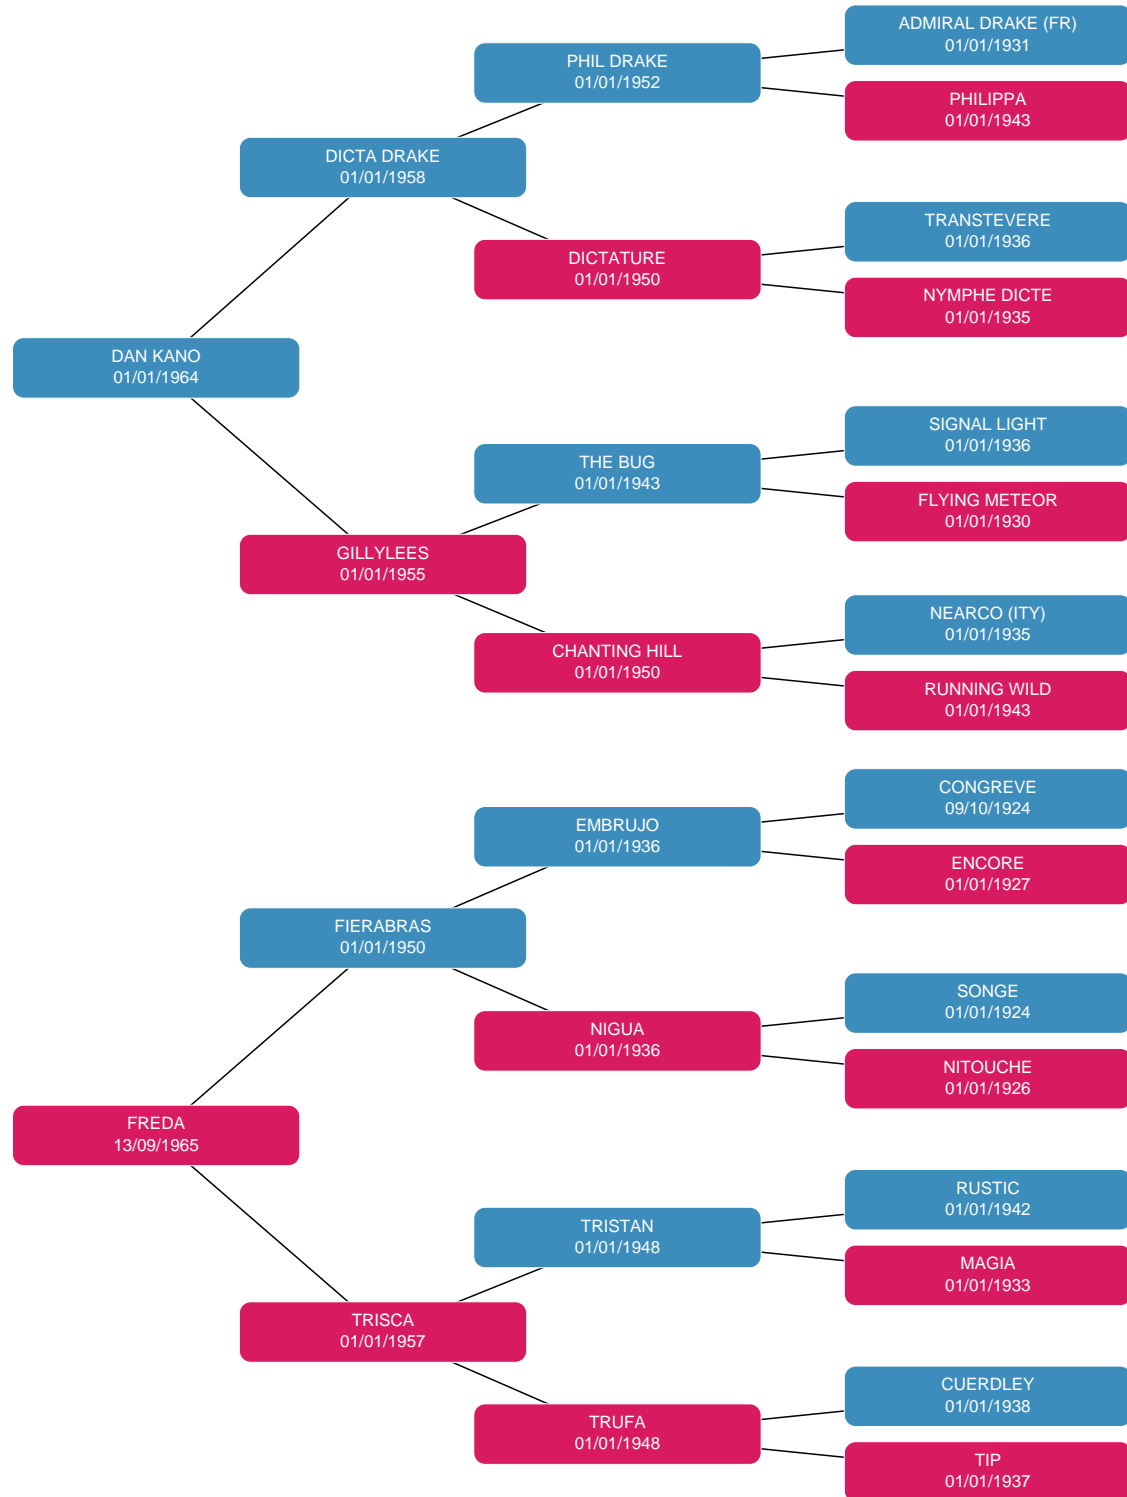 ADMIRAL DRAKE (FR)
01/01/1931
PHIL DRAKE
01/01/1952
PHILIPPA
01/01/1943
DICTA DRAKE
01/01/1958
TRANSTEVERE
01/01/1936
DICTATURE
01/01/1950
NYMPHE DICTE
01/01/1935
DAN KANO
01/01/1964
SIGNAL LIGHT
01/01/1936
THE BUG
01/01/1943
FLYING METEOR
01/01/1930
GILLYLEES
01/01/1955
NEARCO (ITY)
01/01/1935
CHANTING HILL
01/01/1950
RUNNING WILD
01/01/1943
CONGREVE
09/10/1924
EMBRUJO
01/01/1936
ENCORE
01/01/1927
FIERABRAS
01/01/1950
SONGE
01/01/1924
NIGUA
01/01/1936
NITOUCHE
01/01/1926
FREDA
13/09/1965
RUSTIC
01/01/1942
TRISTAN
01/01/1948
MAGIA
01/01/1933
TRISCA
01/01/1957
CUERDLEY
01/01/1938
TRUFA
01/01/1948
TIP
01/01/1937